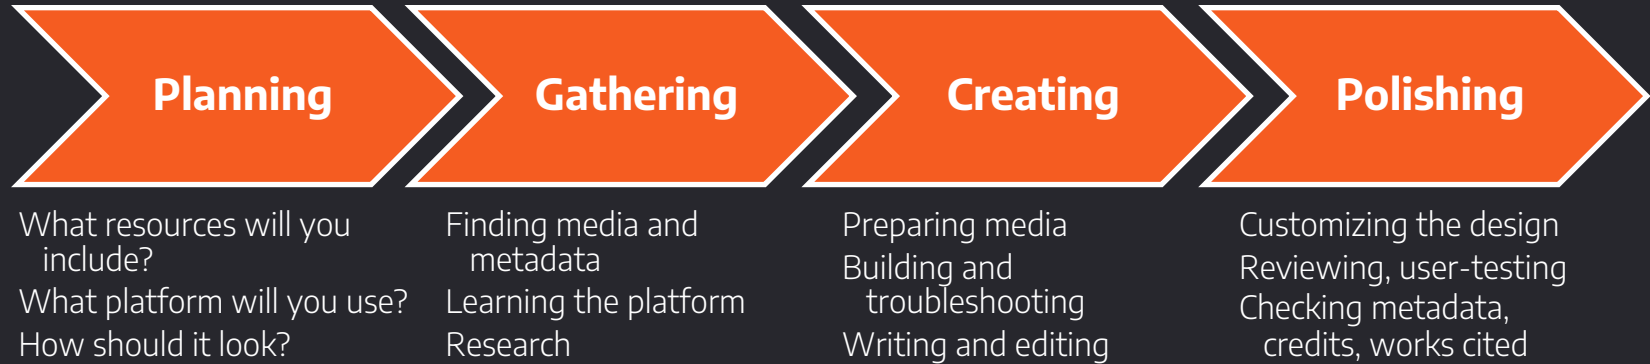 Planning
Gathering
Creating
Polishing
What resources will you
include?
What platform will you use?
How should it look?
Finding media and
metadata
Learning the platform
Research
Preparing media
Building and
troubleshooting
Writing and editing
Customizing the design
Reviewing, user-testing
Checking metadata,
credits, works cited